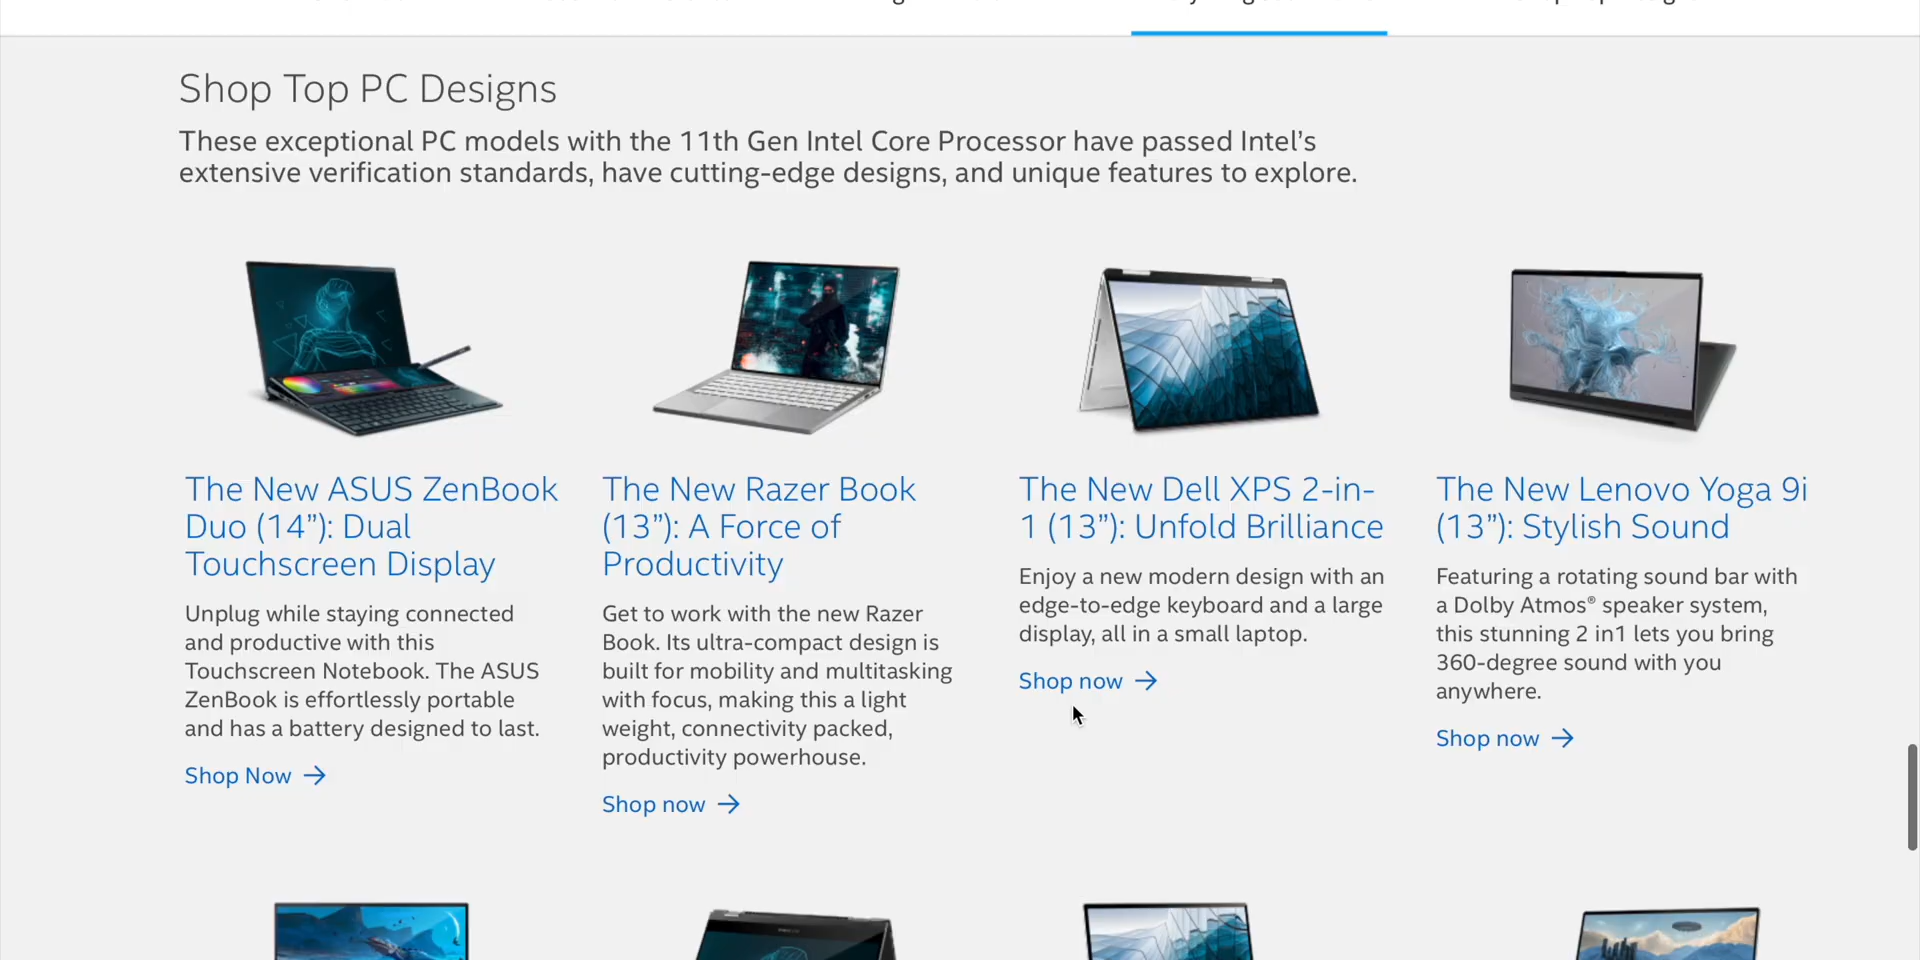 Shop Top PC Designs
These exceptional PC models with the 11th Gen Intel Core Processor have passed Intel’s
extensive verification standards, have cutting-edge designs, and unique features to explore.
The New ASUS ZenBook
Duo (14”): Dual
Touchscreen Display
Unplug while staying connected
and productive with this
Touchscreen Notebook. The ASUS
ZenBook is effortlessly portable
and has a battery designed to last.
Shop Now
The New Razer Book
(13”): A Force of
Productivity
Get to work with the new Razer
Book. Its ultra-compact design is
built for mobility and multitasking
with focus, making this a light
weight, connectivity packed,
productivity powerhouse.
Shop now
The New Dell XPS 2-in-
1 (13”): Unfold Brilliance
Enjoy a new modern design with an
edge-to-edge keyboard and a large
display, all in a small laptop.
Shop now
The New Lenovo Yoga 9i
(13”): Stylish Sound
Featuring a rotating sound bar with
a Dolby Atmos® speaker system,
this stunning 2 in1 lets you bring
360-degree sound with you
anywhere.
Shop now